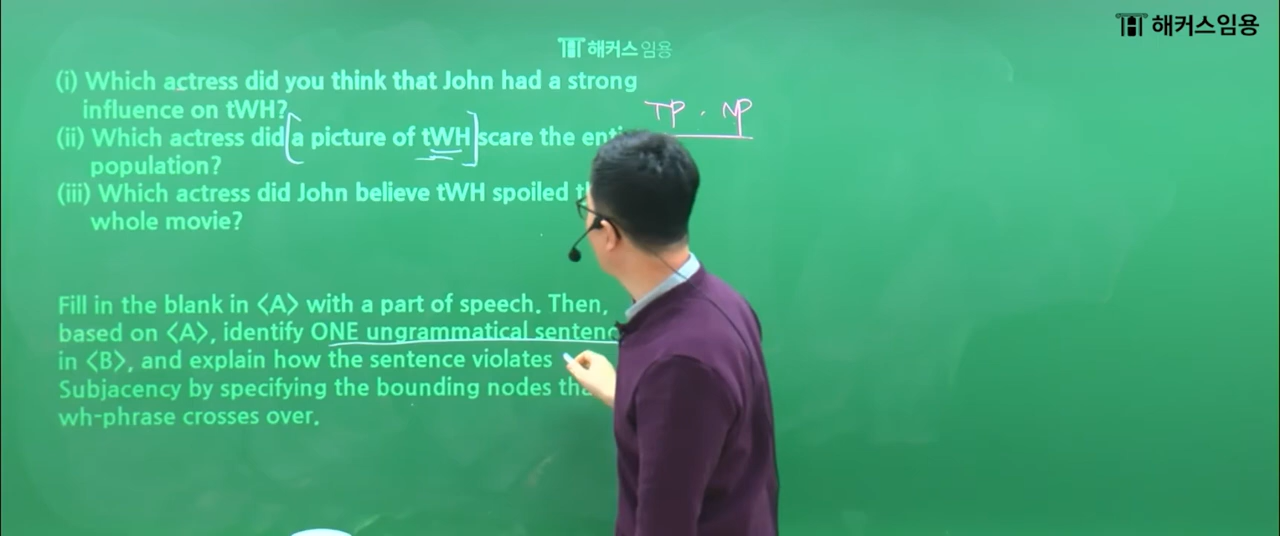 해커스임용
해커스임용
(i) Which actress did you think that John had a strong
influence on tWH?
TP, NP
(ii) Which actress did [a picture of tWH] scare the
population?
(iii) Which actress did John believe tWH spoiled
whole movie?
Fill in the blank in <A> with a part of speech. Then,
based on <A>, identify ONE ungrammatical
in <B>, and explain how the sentence violates
Subjacency by specifying the bounding nodes
wh-phrase crosses over.